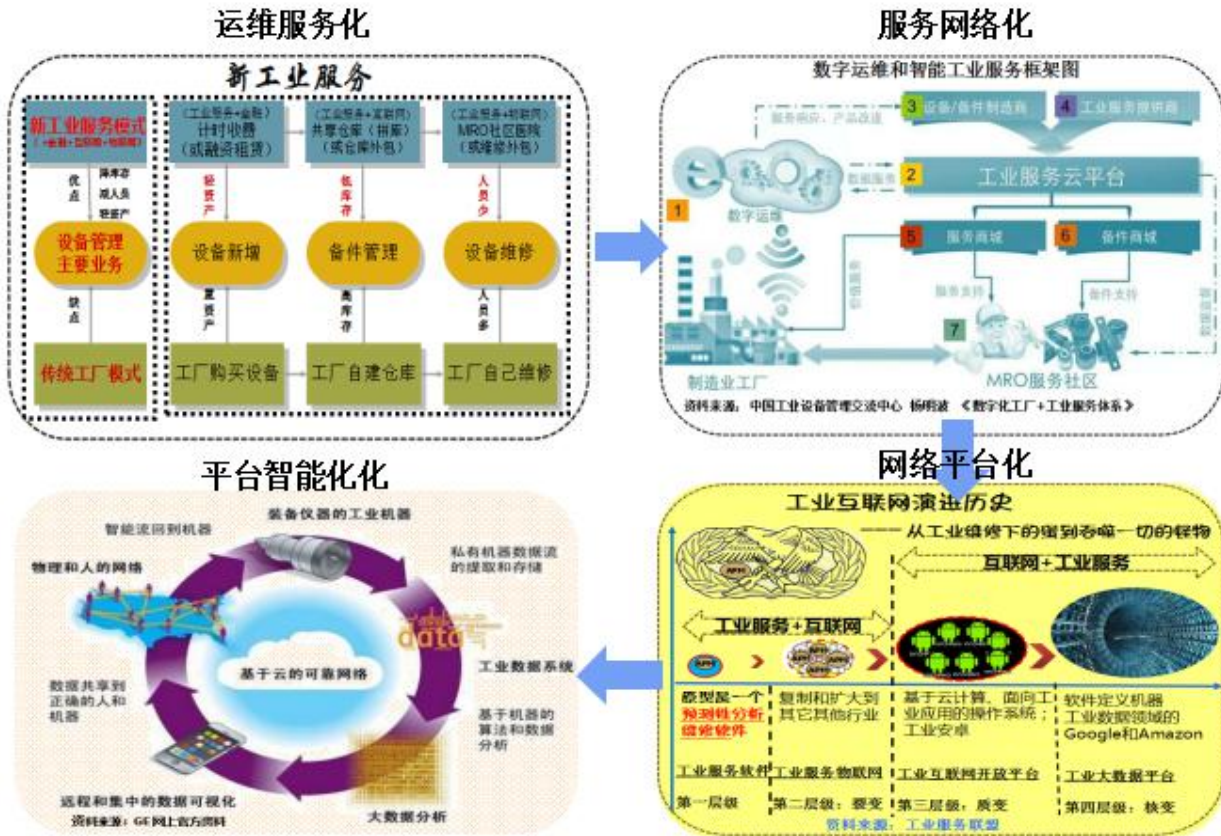 运维服务化
新工业服务
新工业服务模式
（+金融+互联网+物联网）
（工业服务+金融）
计时收费
（或融资租赁）
（工业服务+互联网）
共享仓库（拼库）
（或仓库外包）
（工业服务+物联网）
MRO社区医院
（或维修外包）
优点
降库存
减人员
轻资产
轻资产
低库存
人员少
设备管理
主要业务
设备新增
备件管理
设备维修
缺点
重资产
高库存
人员多
传统工厂模式
工厂购买设备
工厂自建仓库
工厂自己维修
服务网络化
数字运维和智能工业服务框架图
3 设备/备件制造商
4 工业服务提供商
服务响应、产品改进
2 工业服务云平台
数据服务
1
数字运维
5 服务商城
6 备件商城
服务支持
备件支持
7
制造业工厂
MRO服务社区
资料来源：中国工业设备管理交流中心 杨明波 《数字化工厂+工业服务体系》
平台智能化化
装备仪器的工业机器
智能流回到机器
私有机器数据流
的提取和存储
物理和人的网络
data
工业数据系统
基于云的可靠网络
数据共享到
正确的人和
机器
基于机器的
算法和数据
分析
远程和集中的数据可视化
大数据分析
资料来源：GE网上官方资料
网络平台化
工业互联网演进历史
——从工业维修下的蛋到吞噬一切的怪物
互联网+工业服务
工业服务+互联网
APM
原型是一个
预测性分析
维修软件
复制和扩大到
其它其他行业
基于云计算，面向工
业应用的操作系统；
工业安卓
软件定义机器
工业数据领域的
Google和Amazon
工业服务软件
工业服务物联网
工业互联网开放平台
工业大数据平台
第一层级
第二层级：裂变
第三层级：质变
第四层级：核变
资料来源：工业服务联盟